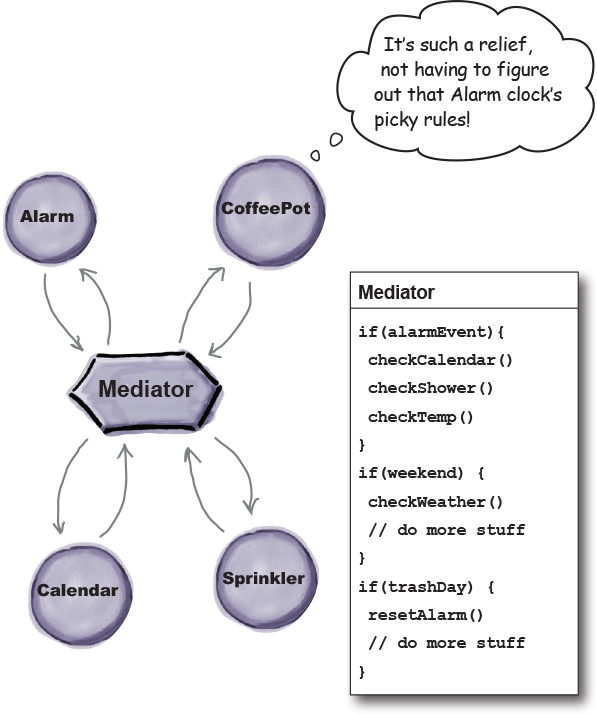 It's such a relief,
not having to figure
out that Alarm clock's
picky rules!
Alarm
CoffeePot
Mediator
Calendar
Sprinkler
Mediator
if(alarmEvent){
checkCalendar()
checkShower()
checkTemp()
}
if(weekend) {
checkWeather()
// do more stuff
}
if(trashDay) {
resetAlarm()
// do more stuff
}